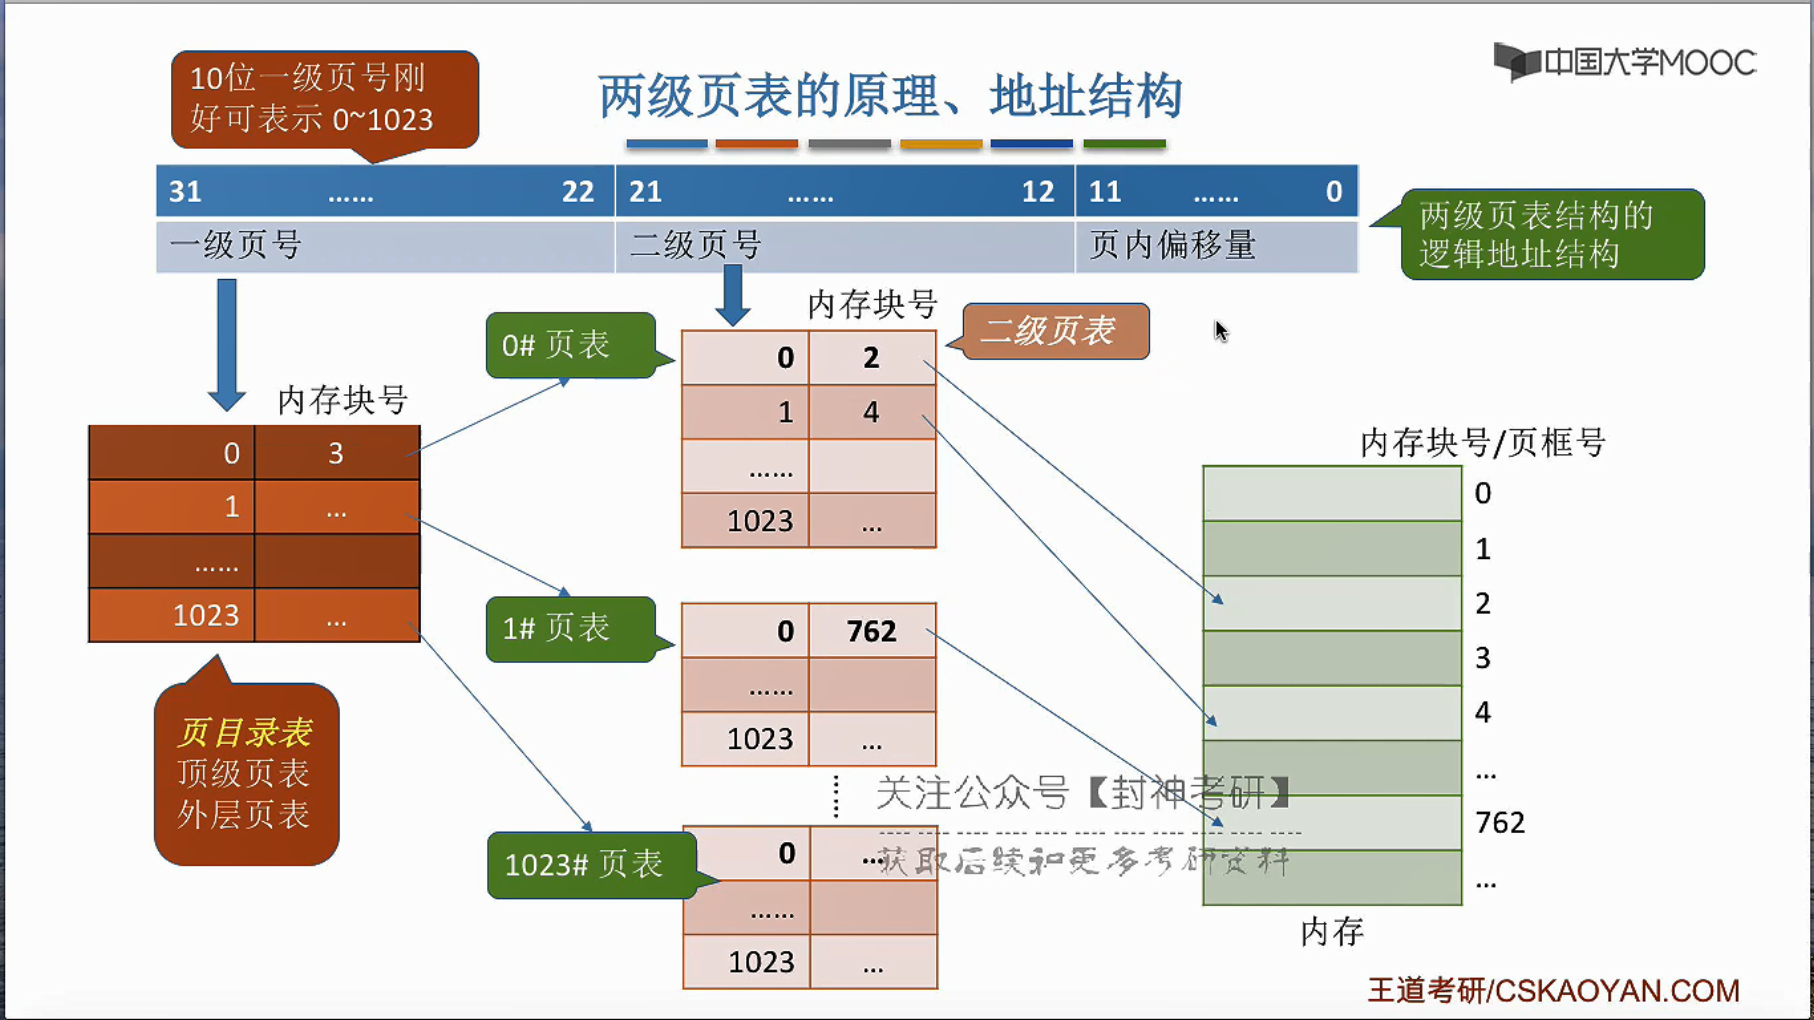 10位一级页号刚
好可表示 0~1023
两级页表的原理、地址结构
中国大学MOOC
31 …… 22 21 …… 12 11 …… 0
一级页号 二级页号 页内偏移量
两级页表结构的
逻辑地址结构
内存块号
0 3
1 …
……
1023 …
页目录表
顶级页表
外层页表
0# 页表
内存块号
二级页表
0 2
1 4
……
1023 …
1# 页表
0 762
……
1023 …
1023# 页表
0 …
……
1023 …
内存块号/页框号
0
1
2
3
4
…
762
…
内存
关注公众号【封神考研】
获取后续和更多考研资料
王道考研/CSKAOYAN.COM